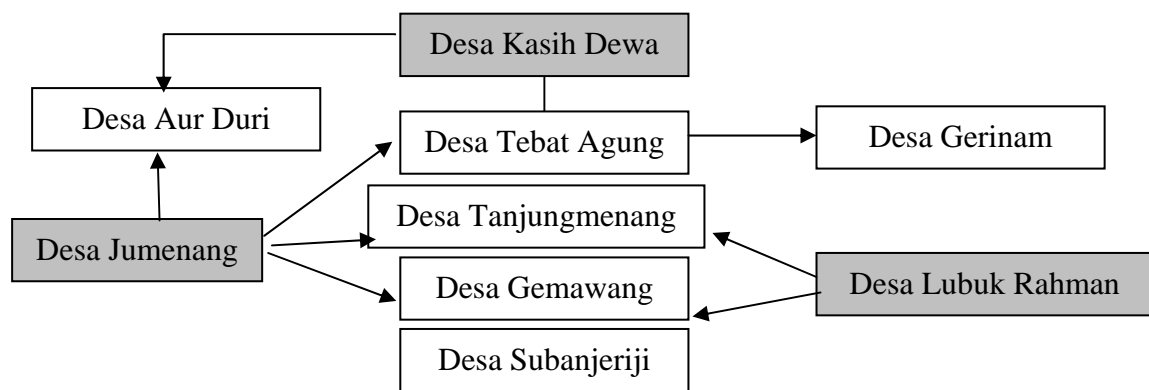 Desa Kasih Dewa
Desa Aur Duri
Desa Tebat Agung
Desa Gerinam
Desa Tanjungmenang
Desa Jumenang
Desa Gemawang
Desa Lubuk Rahman
Desa Subanjeriji